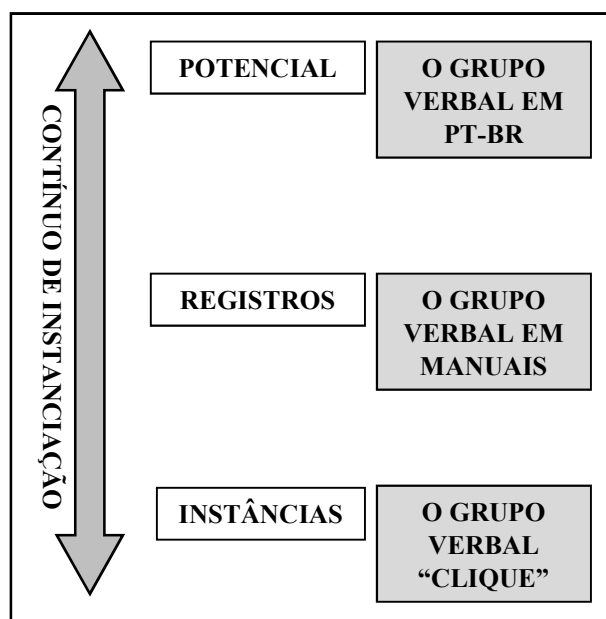 CONTÍNUO DE INSTANCIAÇÃO
POTENCIAL
O GRUPO
VERBAL EM
PT-BR
REGISTROS
O GRUPO
VERBAL EM
MANUAIS
INSTÂNCIAS
O GRUPO
VERBAL
“CLIQUE”